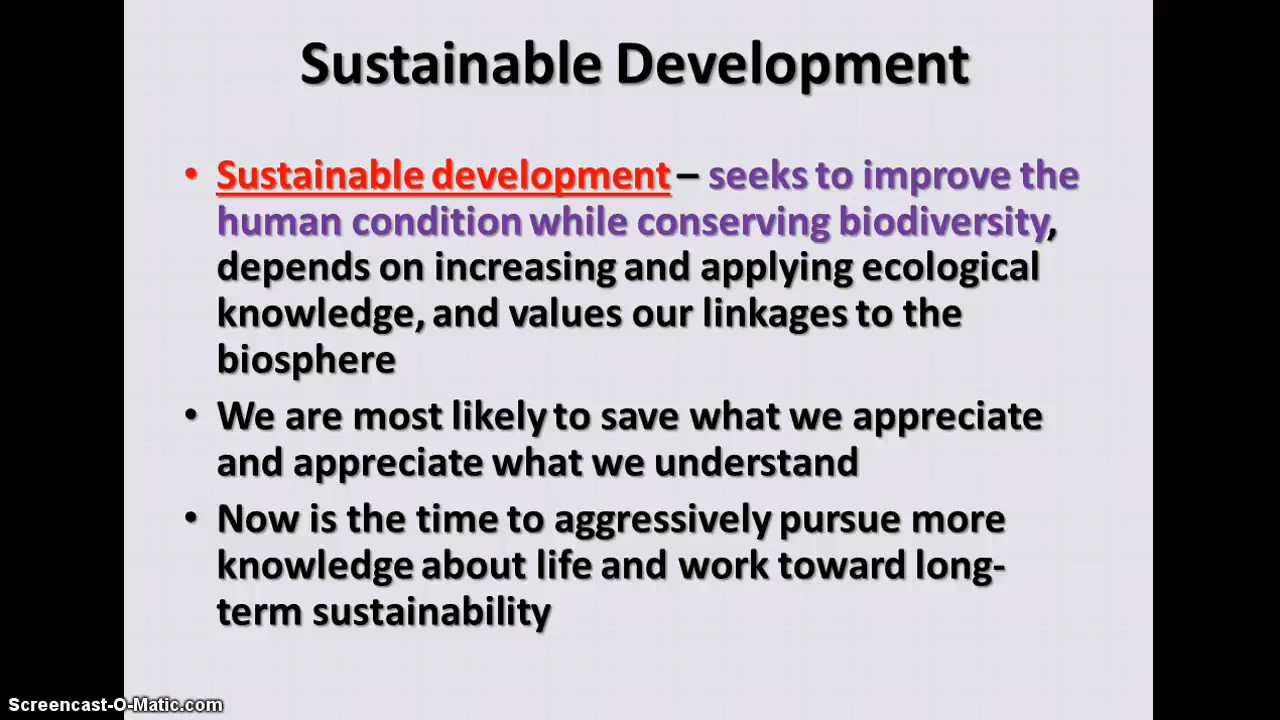 Sustainable Development
• Sustainable development – seeks to improve the
human condition while conserving biodiversity,
depends on increasing and applying ecological
knowledge, and values our linkages to the
biosphere
• We are most likely to save what we appreciate
and appreciate what we understand
• Now is the time to aggressively pursue more
knowledge about life and work toward long-
term sustainability
Screencast-O-Matic.com